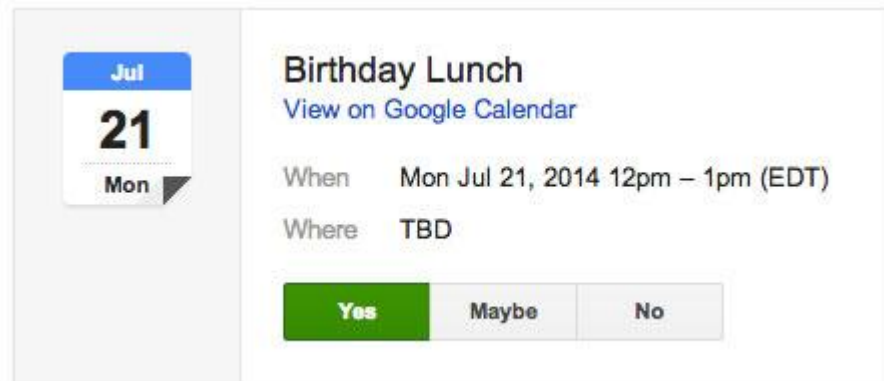 Jul
21
Mon
Birthday Lunch
View on Google Calendar
When Mon Jul 21, 2014 12pm – 1pm (EDT)
Where TBD
Yes Maybe No